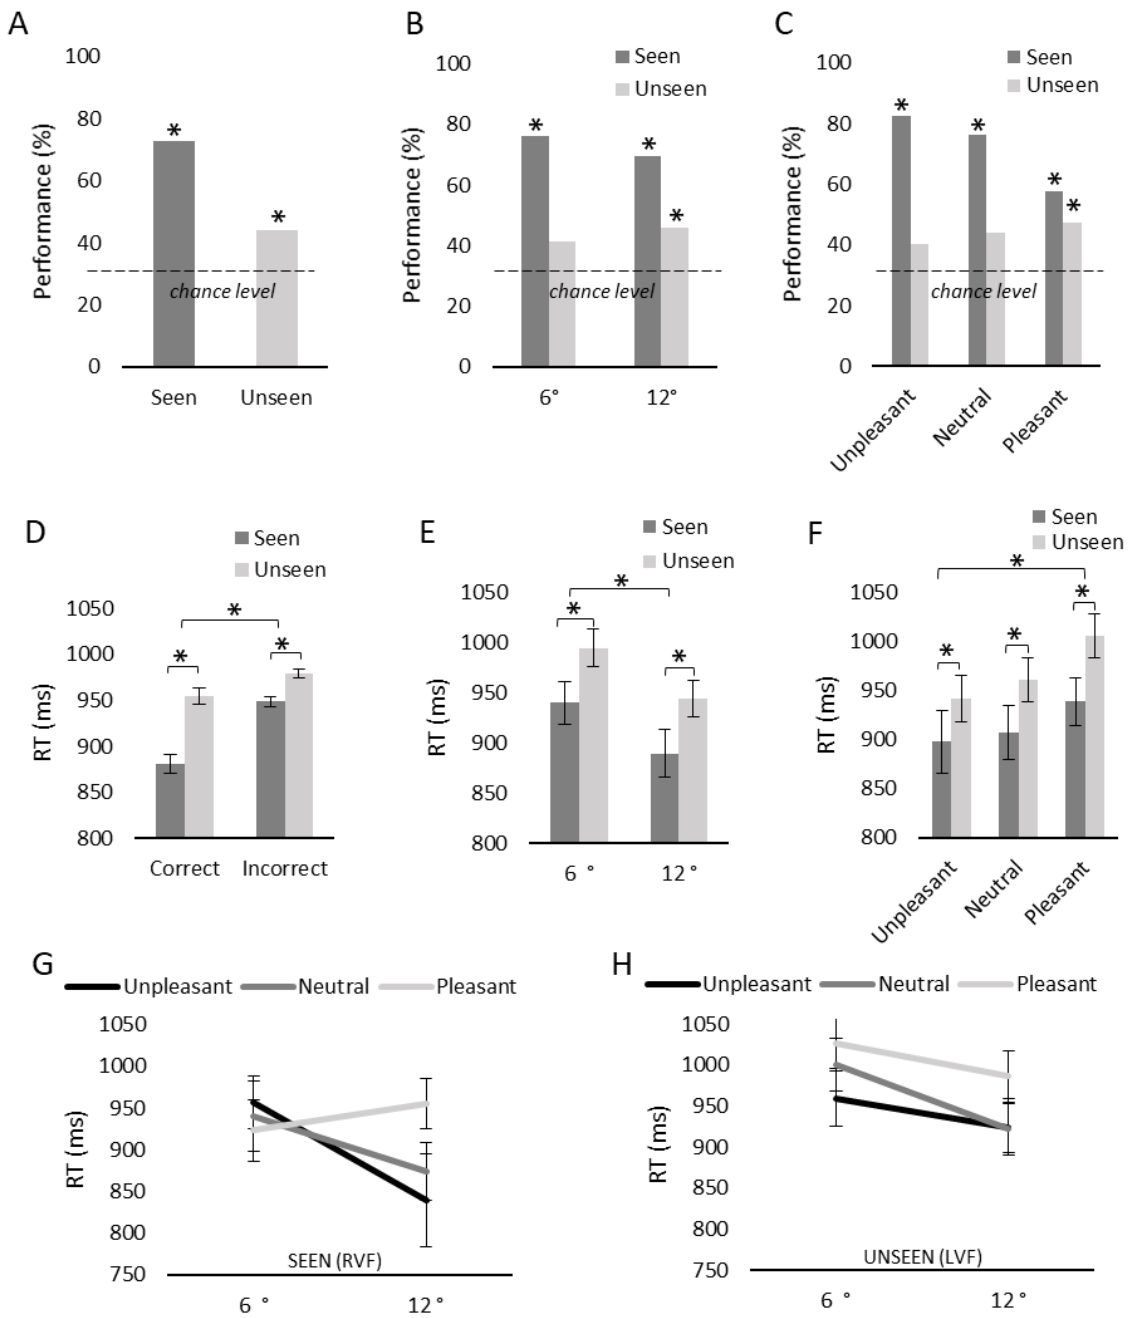 A
B
C
Performance (%)
100
80
60
40
20
0
*
*
chance level
Seen
Unseen
Performance (%)
100
80
60
40
20
0
Seen
Unseen
*
*
*
chance level
6°
12°
Performance (%)
100
80
60
40
20
0
Seen
Unseen
*
*
*
*
chance level
Unpleasant
Neutral
Pleasant
D
E
F
Seen
Unseen
RT (ms)
1050
1000
950
900
850
800
*
*
*
Correct
Incorrect
Seen
Unseen
RT (ms)
1050
1000
950
900
850
800
*
*
*
6 °
12 °
Seen
Unseen
RT (ms)
1050
1000
950
900
850
800
*
*
*
*
Unpleasant
Neutral
Pleasant
G
Unpleasant Neutral Pleasant
RT (ms)
1050
1000
950
900
850
800
750
SEEN (RVF)
6 °
12 °
H
Unpleasant Neutral Pleasant
RT (ms)
1050
1000
950
900
850
800
750
UNSEEN (LVF)
6 °
12 °